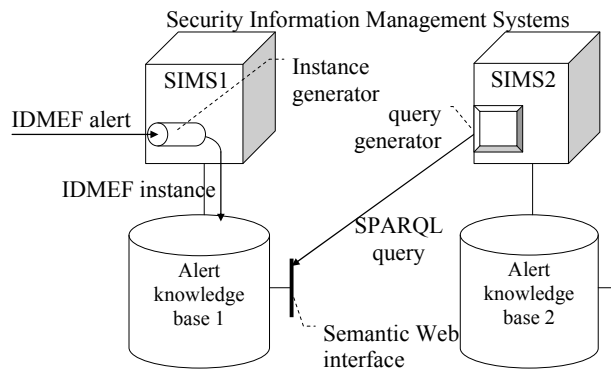 Security Information Management Systems
SIMS1
Instance
generator
SIMS2
IDMEF alert
query
generator
IDMEF instance
SPARQL
query
Alert
knowledge
base 1
Alert
knowledge
base 2
Semantic Web
interface